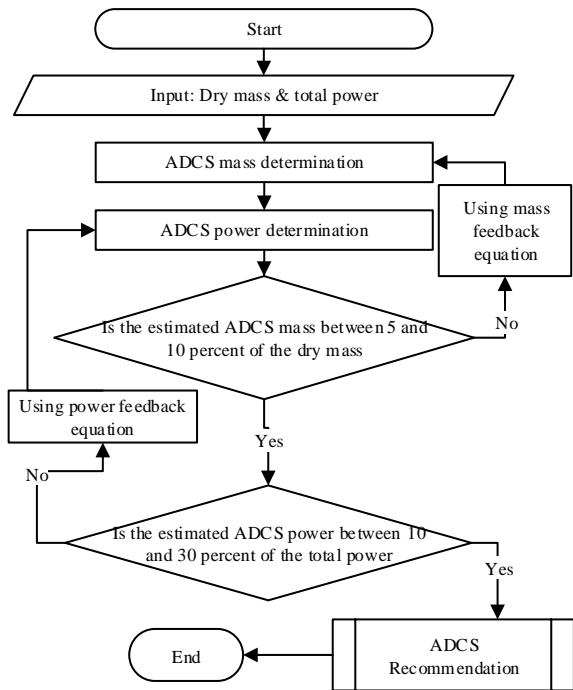 Start
Input: Dry mass & total power
ADCS mass determination
Using mass
feedback
equation
ADCS power determination
Is the estimated ADCS mass between 5 and
10 percent of the dry mass
No
Using power feedback
equation
Yes
No
Is the estimated ADCS power between 10
and 30 percent of the total power
Yes
ADCS
Recommendation
End